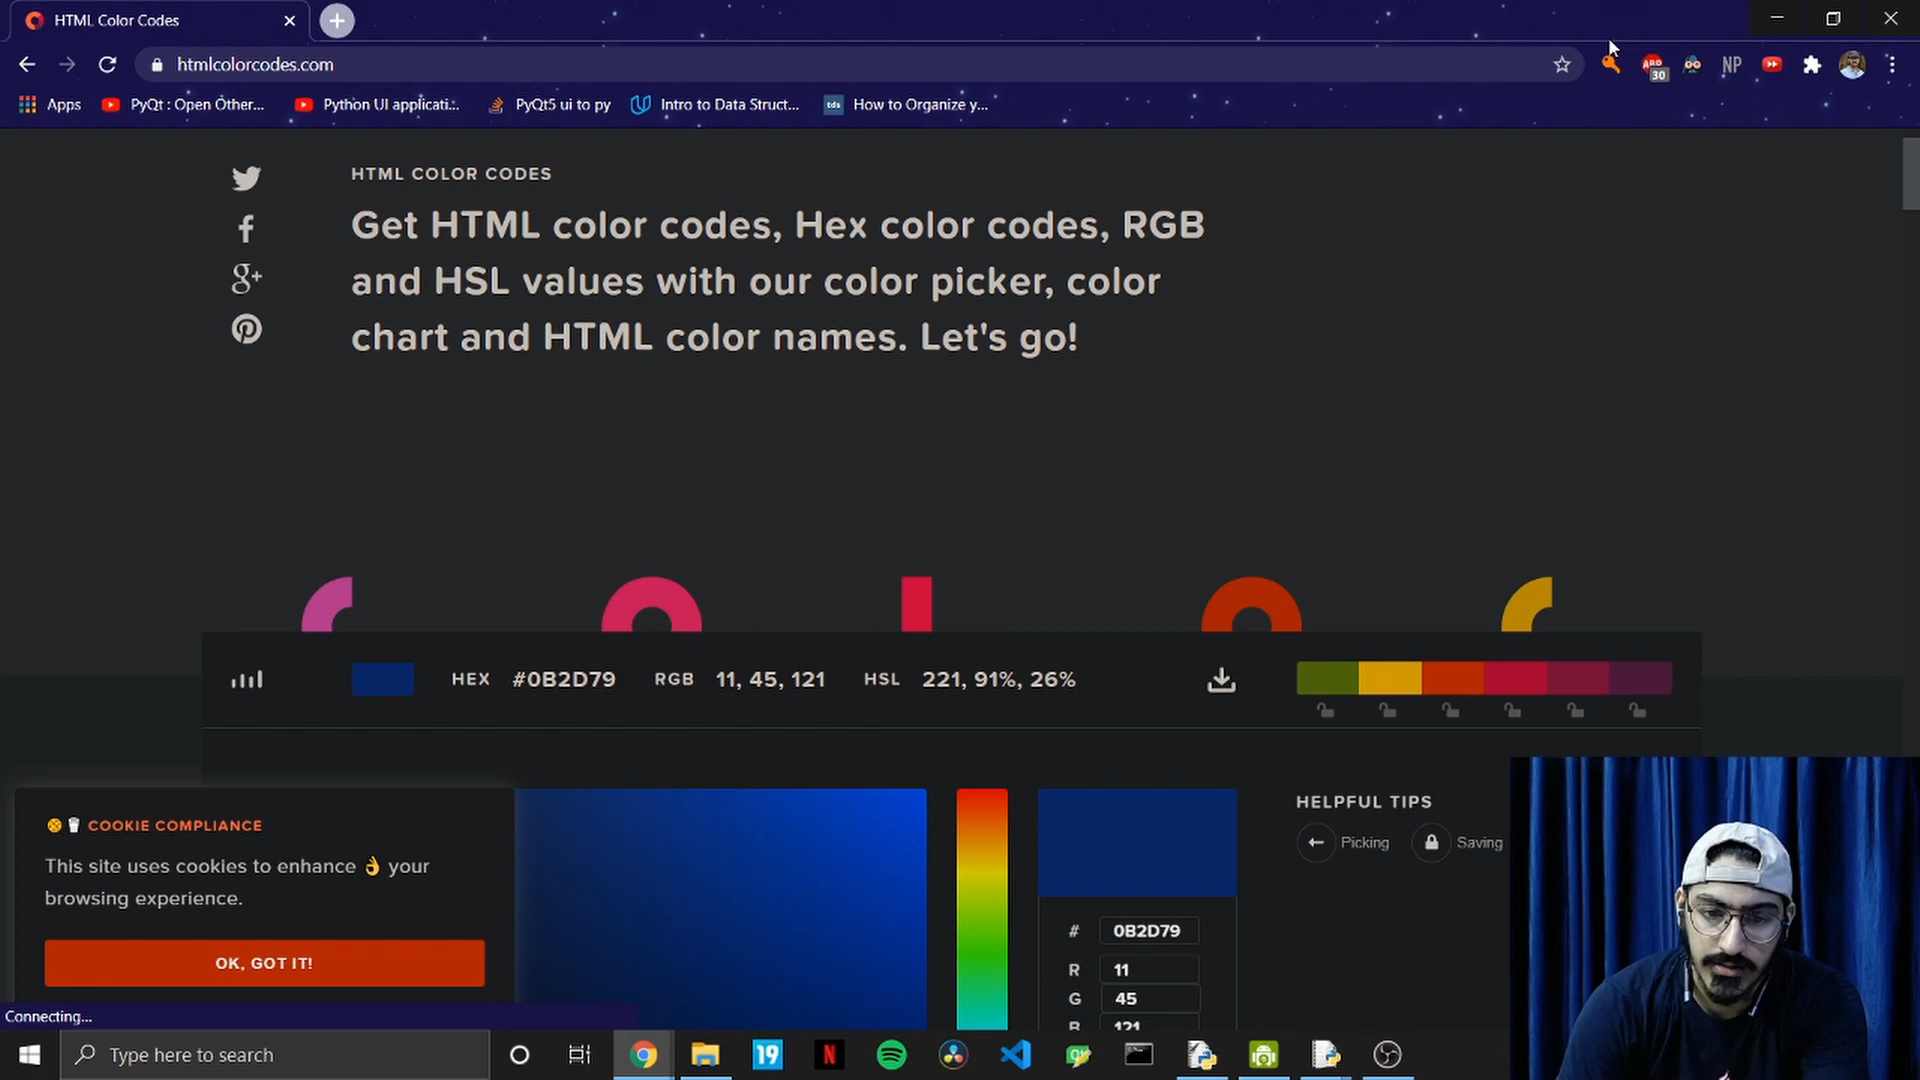 HTML Color Codes
htmlcolorcodes.com
ABP
30
NP
Apps
PyQt : Open Other...
Python UI applicati...
PyQt5 ui to py
Intro to Data Struct...
tds
How to Organize y...
HTML COLOR CODES
Get HTML color codes, Hex color codes, RGB
and HSL values with our color picker, color
chart and HTML color names. Let's go!
HEX #0B2D79 RGB 11, 45, 121 HSL 221, 91%, 26%
COOKIE COMPLIANCE
This site uses cookies to enhance 👌 your
browsing experience.
OK, GOT IT!
# 0B2D79
R 11
G 45
B 121
HELPFUL TIPS
Picking
Saving
Connecting...
Type here to search
19
N